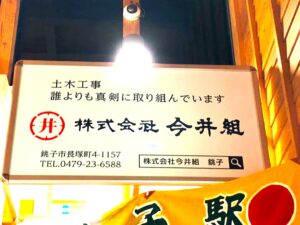 土木工事
誰よりも真剣に取り組んでいます
井 株式会社 今井組
銚子市長塚町4-1157
TEL.0479-23-6588
株式会社今井組 銚子
子駅